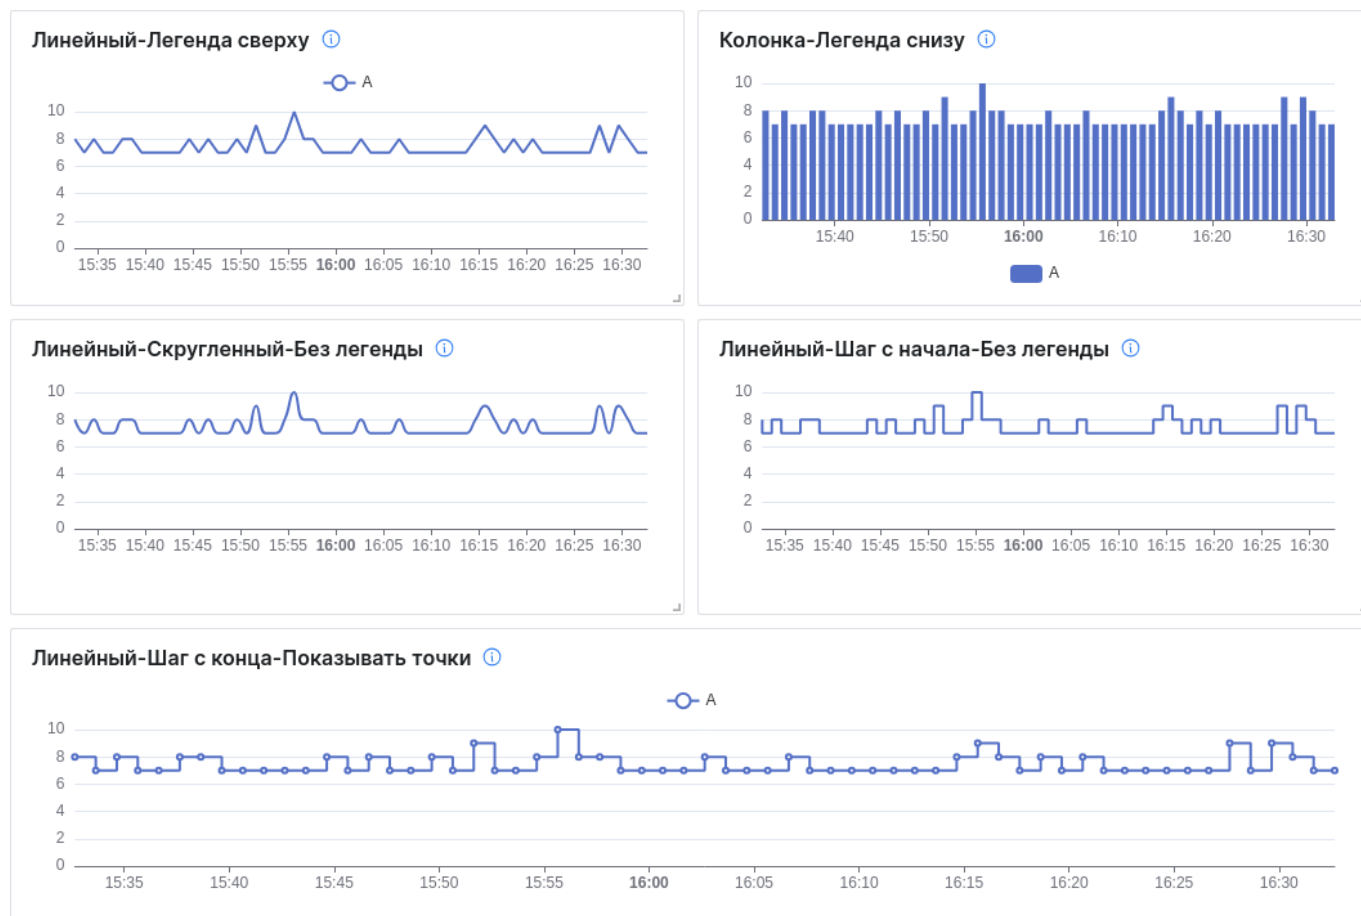 Линейный-Легенда сверху
A
10
8
6
4
2
0
15:35 15:40 15:45 15:50 15:55 16:00 16:05 16:10 16:15 16:20 16:25 16:30
Колонка-Легенда снизу
10
8
6
4
2
0
15:40 15:50 16:00 16:10 16:20 16:30
A
Линейный-Скругленный-Без легенды
10
8
6
4
2
0
15:35 15:40 15:45 15:50 15:55 16:00 16:05 16:10 16:15 16:20 16:25 16:30
Линейный-Шаг с начала-Без легенды
10
8
6
4
2
0
15:35 15:40 15:45 15:50 15:55 16:00 16:05 16:10 16:15 16:20 16:25 16:30
Линейный-Шаг с конца-Показывать точки
A
10
8
6
4
2
0
15:35 15:40 15:45 15:50 15:55 16:00 16:05 16:10 16:15 16:20 16:25 16:30